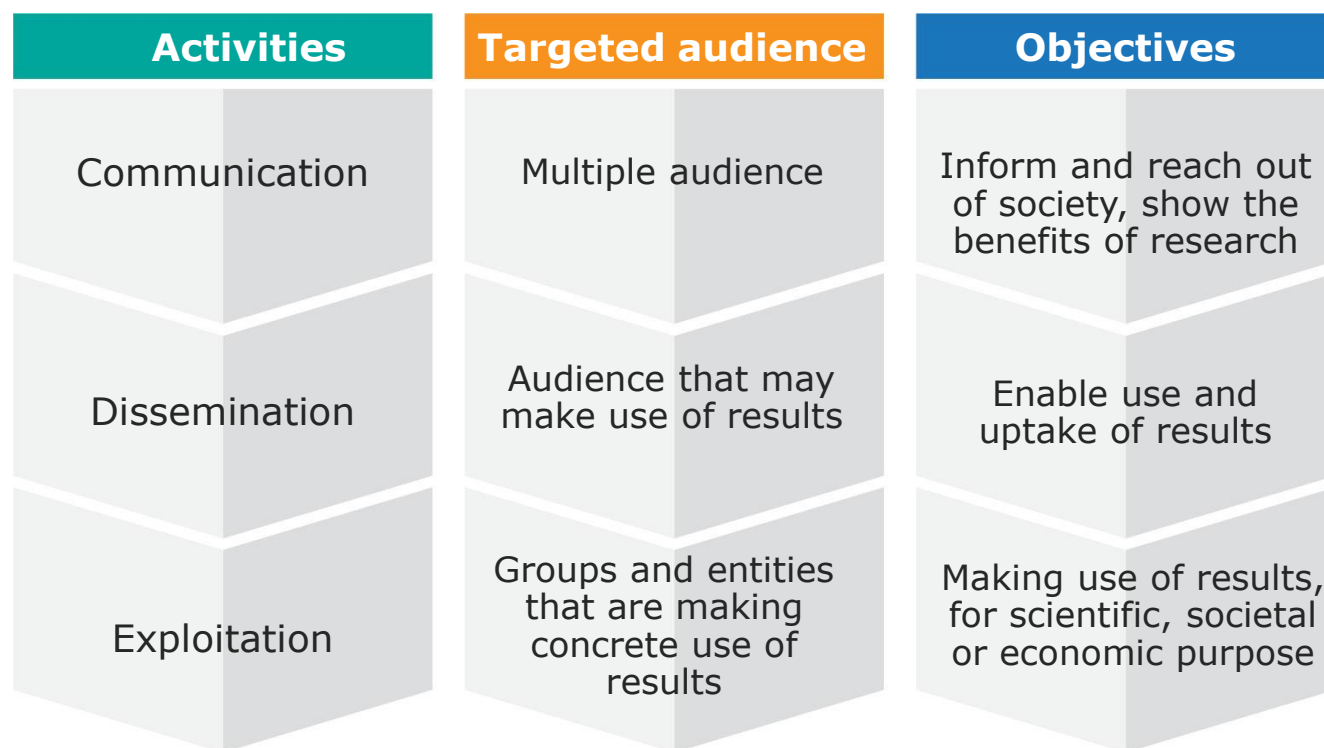 Activities
Targeted audience
Objectives
Communication
Multiple audience
Inform and reach out
of society, show the
benefits of research
Dissemination
Audience that may
make use of results
Enable use and
uptake of results
Exploitation
Groups and entities
that are making
concrete use of
results
Making use of results,
for scientific, societal
or economic purpose